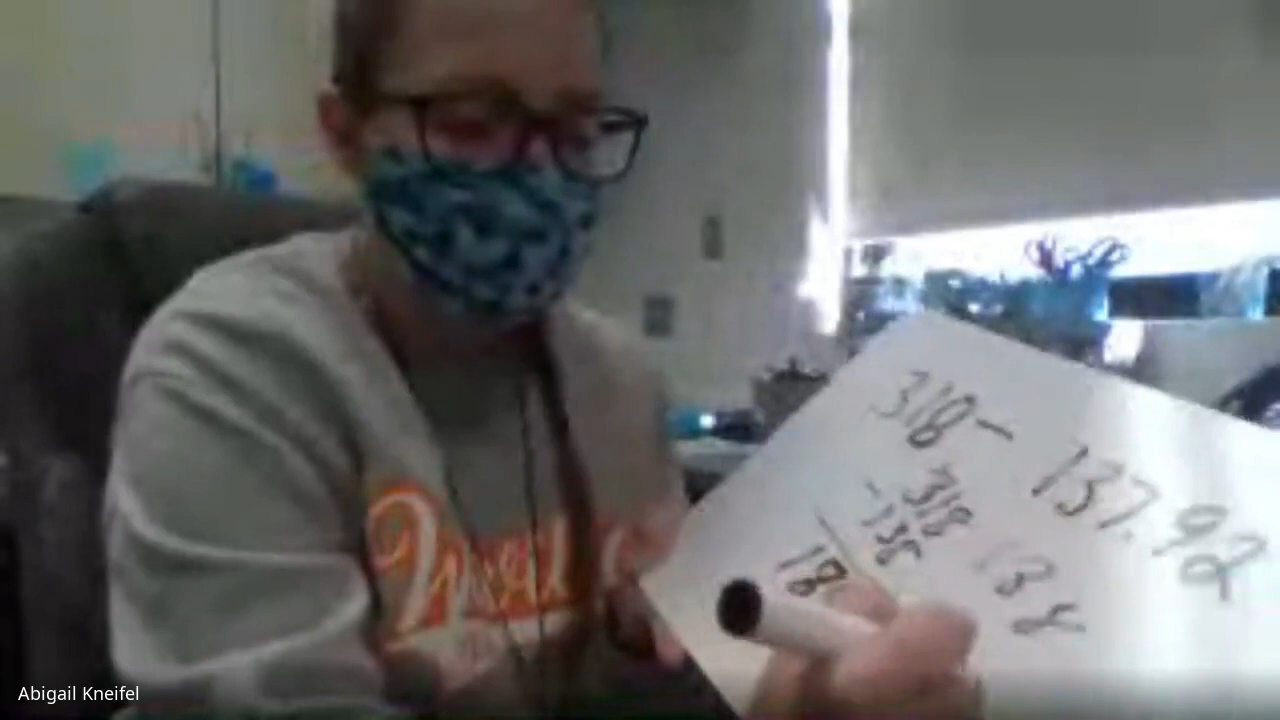 318 - 137.92
318
138
- 138
18
Abigail Kneifel